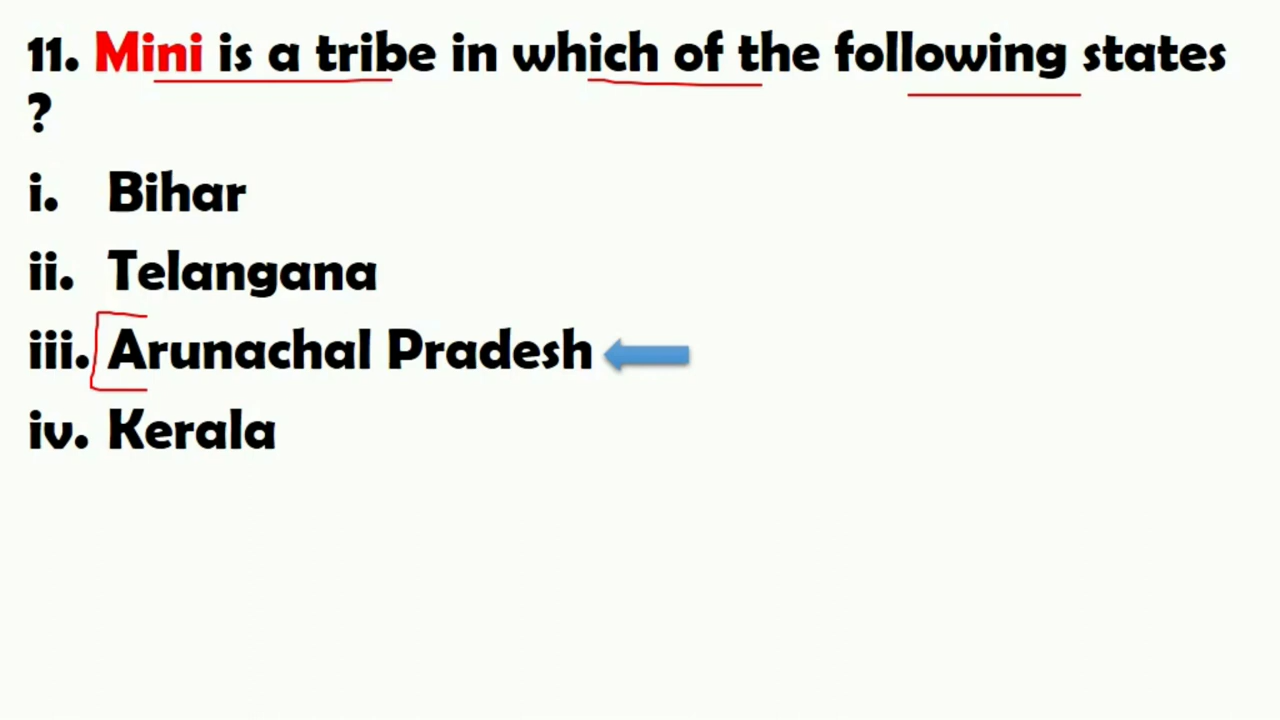 11. Mini is a tribe in which of the following states
?
i. Bihar
ii. Telangana
iii. Arunachal Pradesh
iv. Kerala